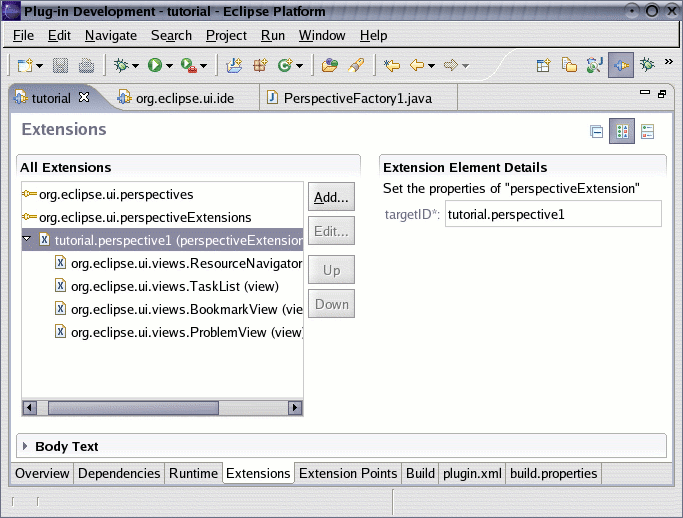 Plug-in Development - tutorial - Eclipse Platform
File Edit Navigate Search Project Run Window Help
tutorial org.eclipse.ui.ide PerspectiveFactory1.java
Extensions
All Extensions
org.eclipse.ui.perspectives
org.eclipse.ui.perspectiveExtensions
tutorial.perspective1 (perspectiveExtension
org.eclipse.ui.views.ResourceNavigator
org.eclipse.ui.views.TaskList (view)
org.eclipse.ui.views.BookmarkView (vie
org.eclipse.ui.views.ProblemView (view)
Add...
Edit...
Up
Down
Extension Element Details
Set the properties of "perspectiveExtension"
targetID*: tutorial.perspective1
Body Text
Overview Dependencies Runtime Extensions Extension Points Build plugin.xml build.properties